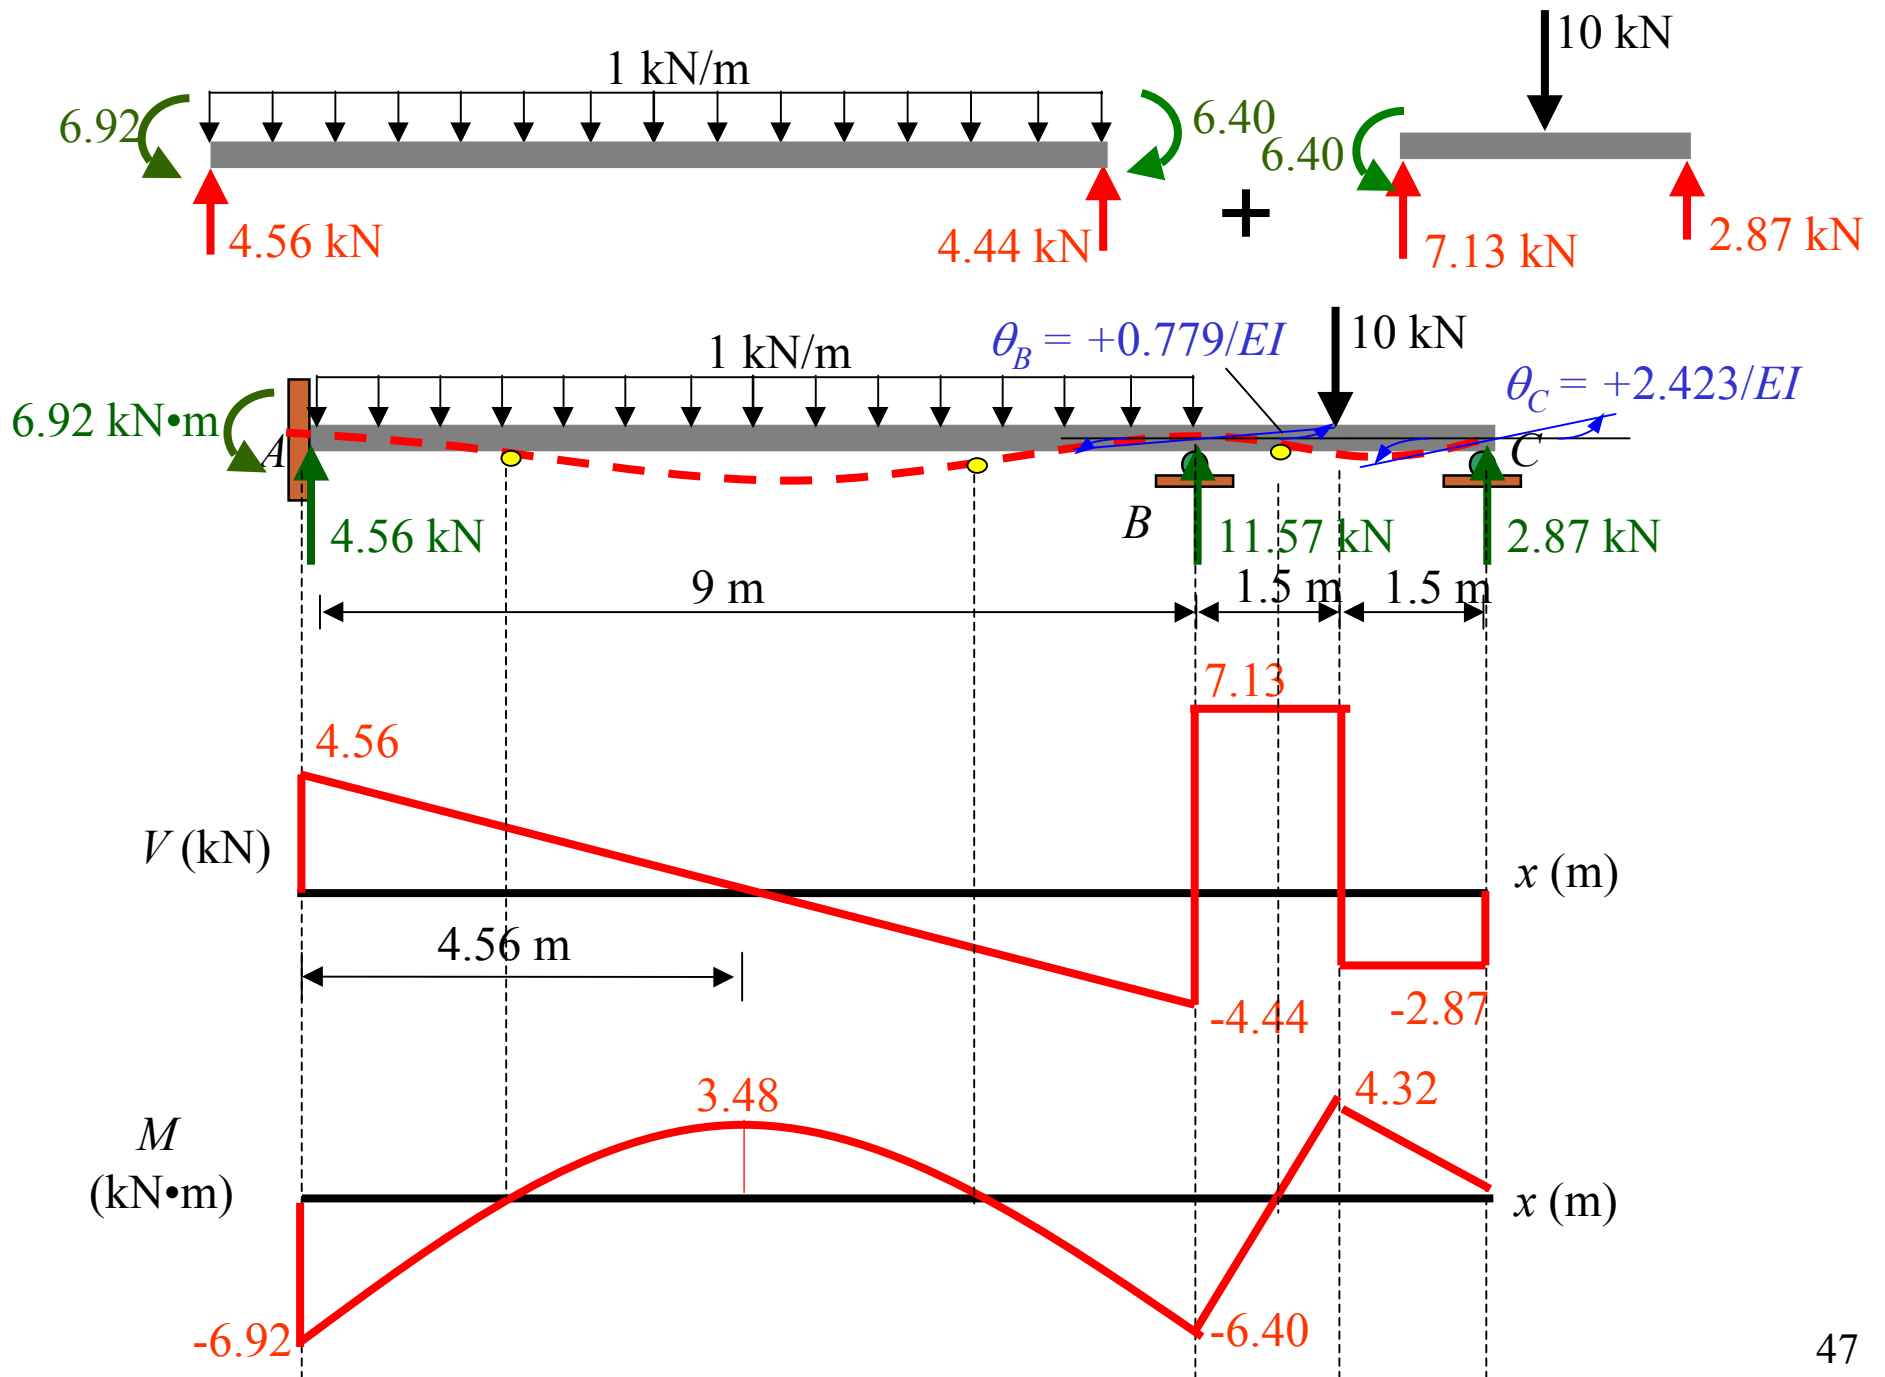 10 kN
1 kN/m
6.92
6.40
6.40
+
4.56 kN
4.44 kN
7.13 kN
2.87 kN
θB = +0.779/EI
10 kN
1 kN/m
θC = +2.423/EI
6.92 kN•m
A
C
B
4.56 kN
11.57 kN
2.87 kN
9 m
1.5 m
1.5 m
7.13
4.56
V (kN)
x (m)
4.56 m
-4.44
-2.87
3.48
4.32
M
(kN•m)
x (m)
-6.92
-6.40
47